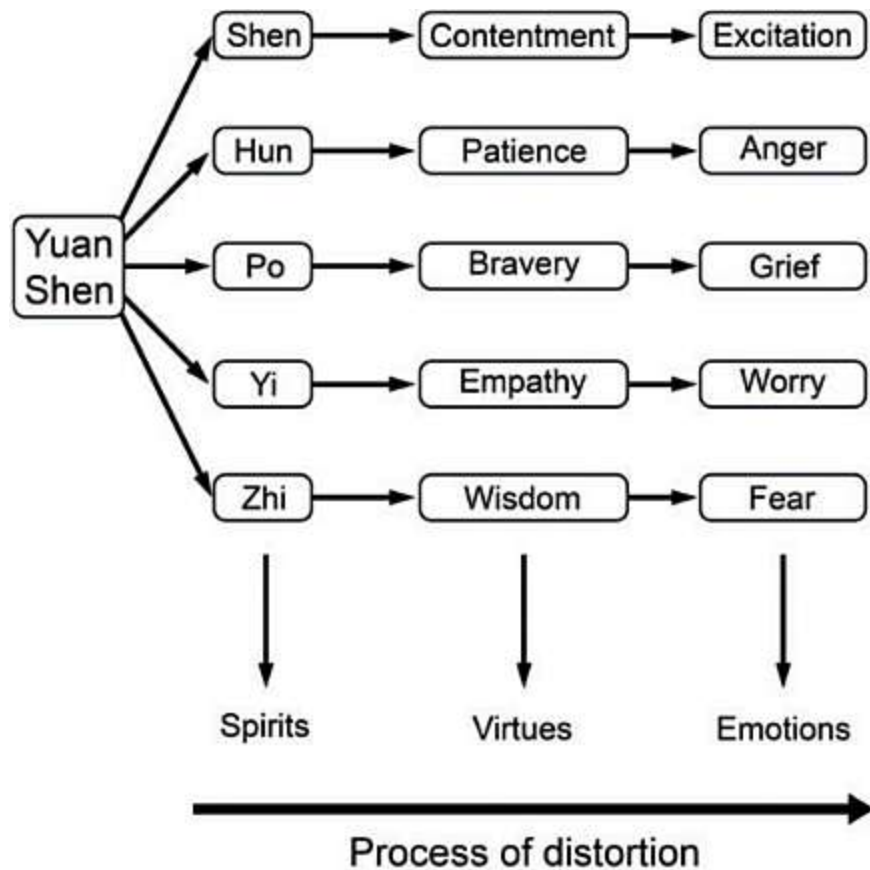 Shen Contentment Excitation
Hun Patience Anger
Yuan
Shen
Po Bravery Grief
Yi Empathy Worry
Zhi Wisdom Fear
Spirits Virtues Emotions
Process of distortion